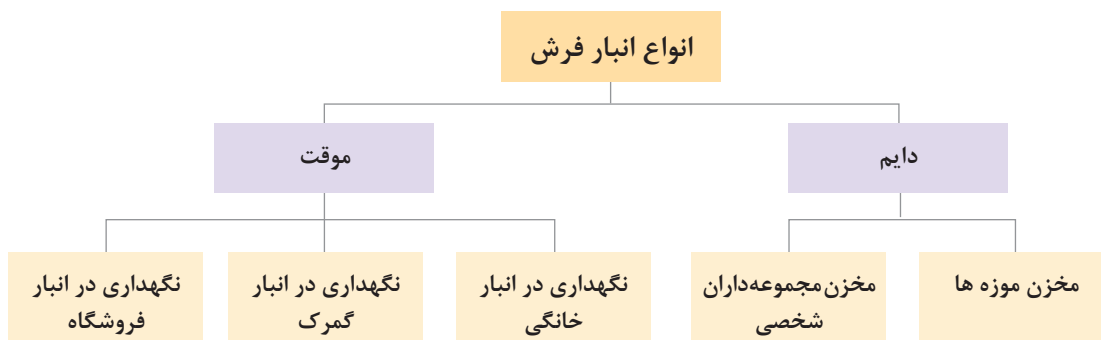 انواع انبار فرش
دایم
موقت
مخزن موزه ها
مخزن مجموعه‌داران
شخصی
نگهداری در انبار
خانگی
نگهداری در انبار
گمرک
نگهداری در انبار
فروشگاه